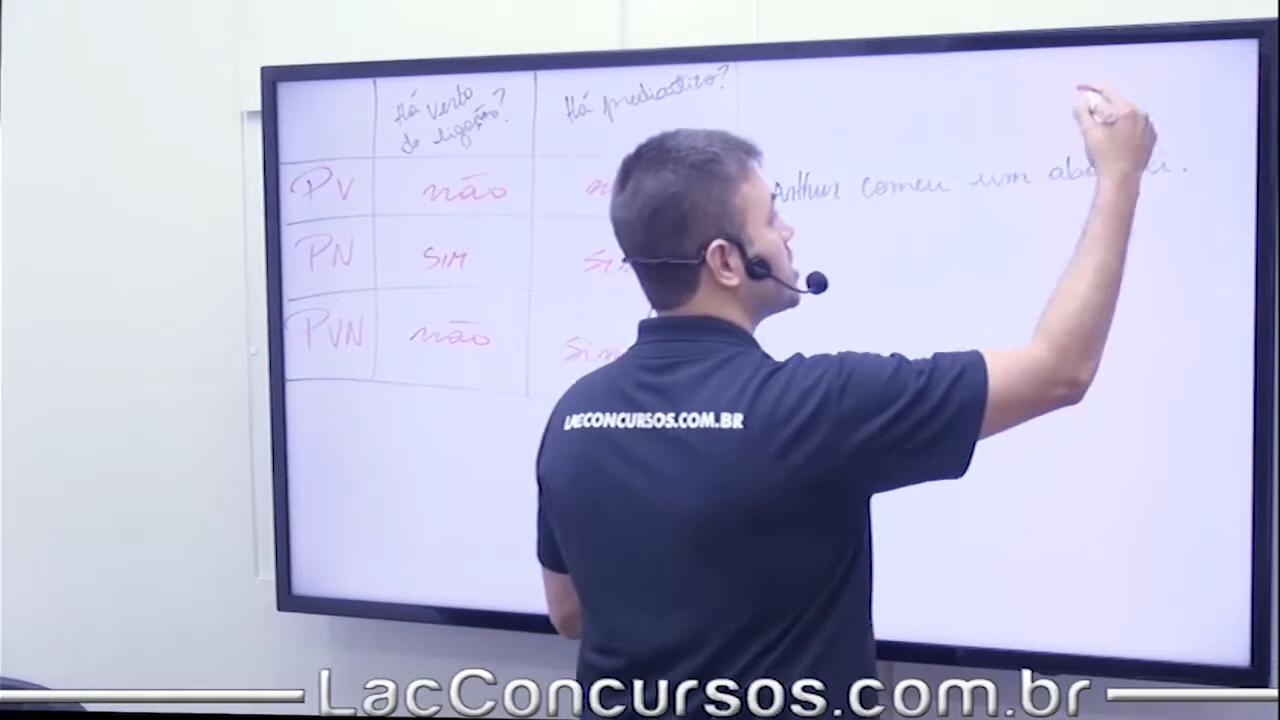 Há verbo
de ligação?
Há predicativo?
PV não
Arthur comeu um
PN SIM
PVN não Sim
LACCONCURSOS.COM.BR
LacConcursos.com.br